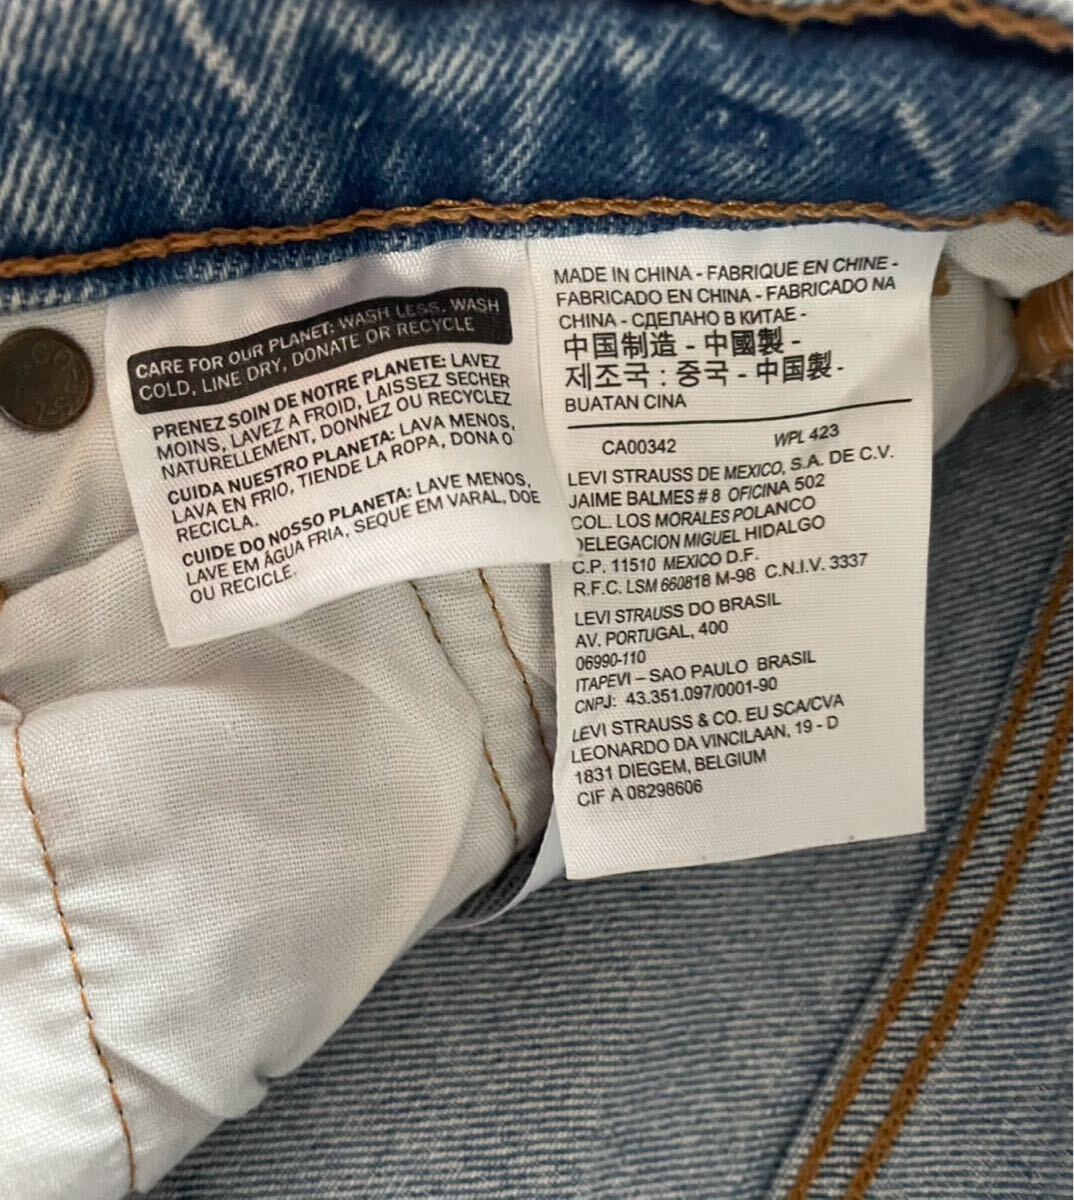 CARE FOR OUR PLANET: WASH LESS, WASH
COLD, LINE DRY, DONATE OR RECYCLE
PRENEZ SOIN DE NOTRE PLANETE: LAVEZ
MOINS, LAVEZ A FROID, LAISSEZ SECHER
NATURELLEMENT, DONNEZ OU RECYCLEZ
CUIDA NUESTRO PLANETA: LAVA MENOS,
LAVA EN FRIO, TIENDE LA ROPA, DONA O
RECICLA.
CUIDE DO NOSSO PLANETA: LAVE MENOS,
LAVE EM ÁGUA FRIA, SEQUE EM VARAL, DOE
OU RECICLE.
MADE IN CHINA - FABRIQUE EN CHINE -
FABRICADO EN CHINA - FABRICADO NA
CHINA - СДЕЛАНО В КИТАЕ -
中国制造 - 中國製 -
제조국 : 중국 - 中国製 -
BUATAN CINA
CA00342 WPL 423
LEVI STRAUSS DE MEXICO, S.A. DE C.V.
JAIME BALMES # 8 OFICINA 502
COL. LOS MORALES POLANCO
DELEGACION MIGUEL HIDALGO
C.P. 11510 MEXICO D.F.
R.F.C. LSM 660818 M-98 C.N.I.V. 3337
LEVI STRAUSS DO BRASIL
AV. PORTUGAL, 400
06990-110
ITAPEVI – SAO PAULO BRASIL
CNPJ: 43.351.097/0001-90
LEVI STRAUSS & CO. EU SCA/CVA
LEONARDO DA VINCILAAN, 19 - D
1831 DIEGEM, BELGIUM
CIF A 08298606